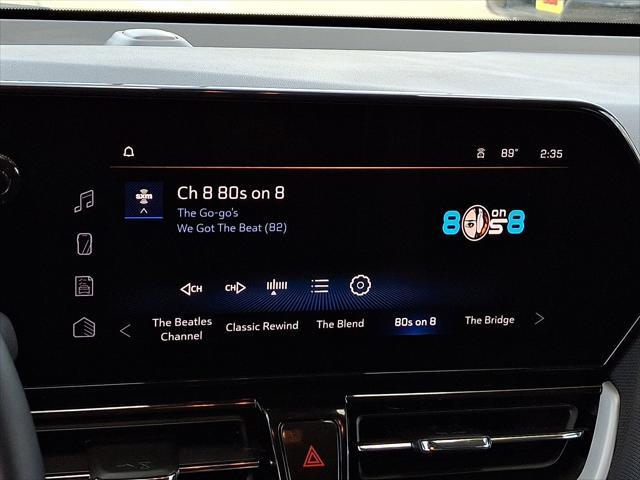 89°
2:35
sxm
Ch 8 80s on 8
The Go-go's
We Got The Beat (82)
80s on 8
CH
CH
The Beatles
Channel
Classic Rewind
The Blend
80s on 8
The Bridge